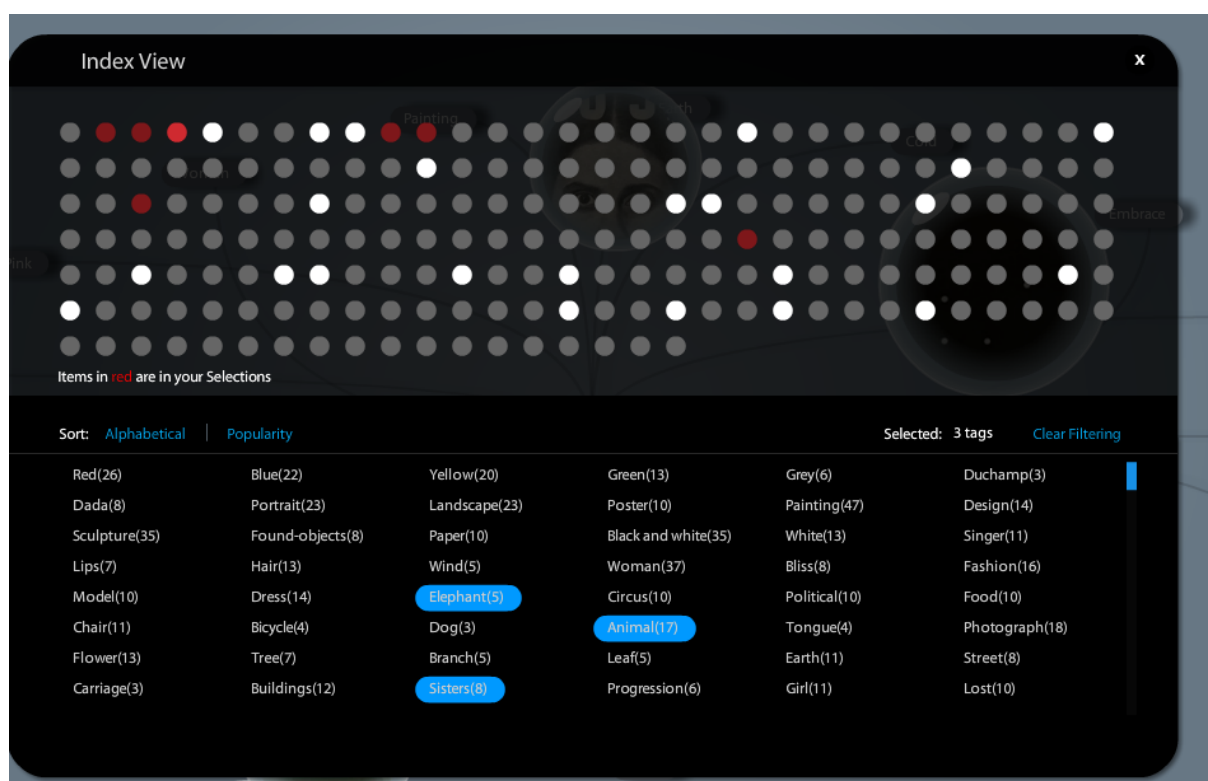 Index View
x
Painting
Cold
Embrace
Items in red are in your Selections
Sort: Alphabetical | Popularity Selected: 3 tags Clear Filtering
Red(26) Blue(22) Yellow(20) Green(13) Grey(6) Duchamp(3)
Dada(8) Portrait(23) Landscape(23) Poster(10) Painting(47) Design(14)
Sculpture(35) Found-objects(8) Paper(10) Black and white(35) White(13) Singer(11)
Lips(7) Hair(13) Wind(5) Woman(37) Bliss(8) Fashion(16)
Model(10) Dress(14) Elephant(5) Circus(10) Political(10) Food(10)
Chair(11) Bicycle(4) Dog(3) Animal(17) Tongue(4) Photograph(18)
Flower(13) Tree(7) Branch(5) Leaf(5) Earth(11) Street(8)
Carriage(3) Buildings(12) Sisters(8) Progression(6) Girl(11) Lost(10)